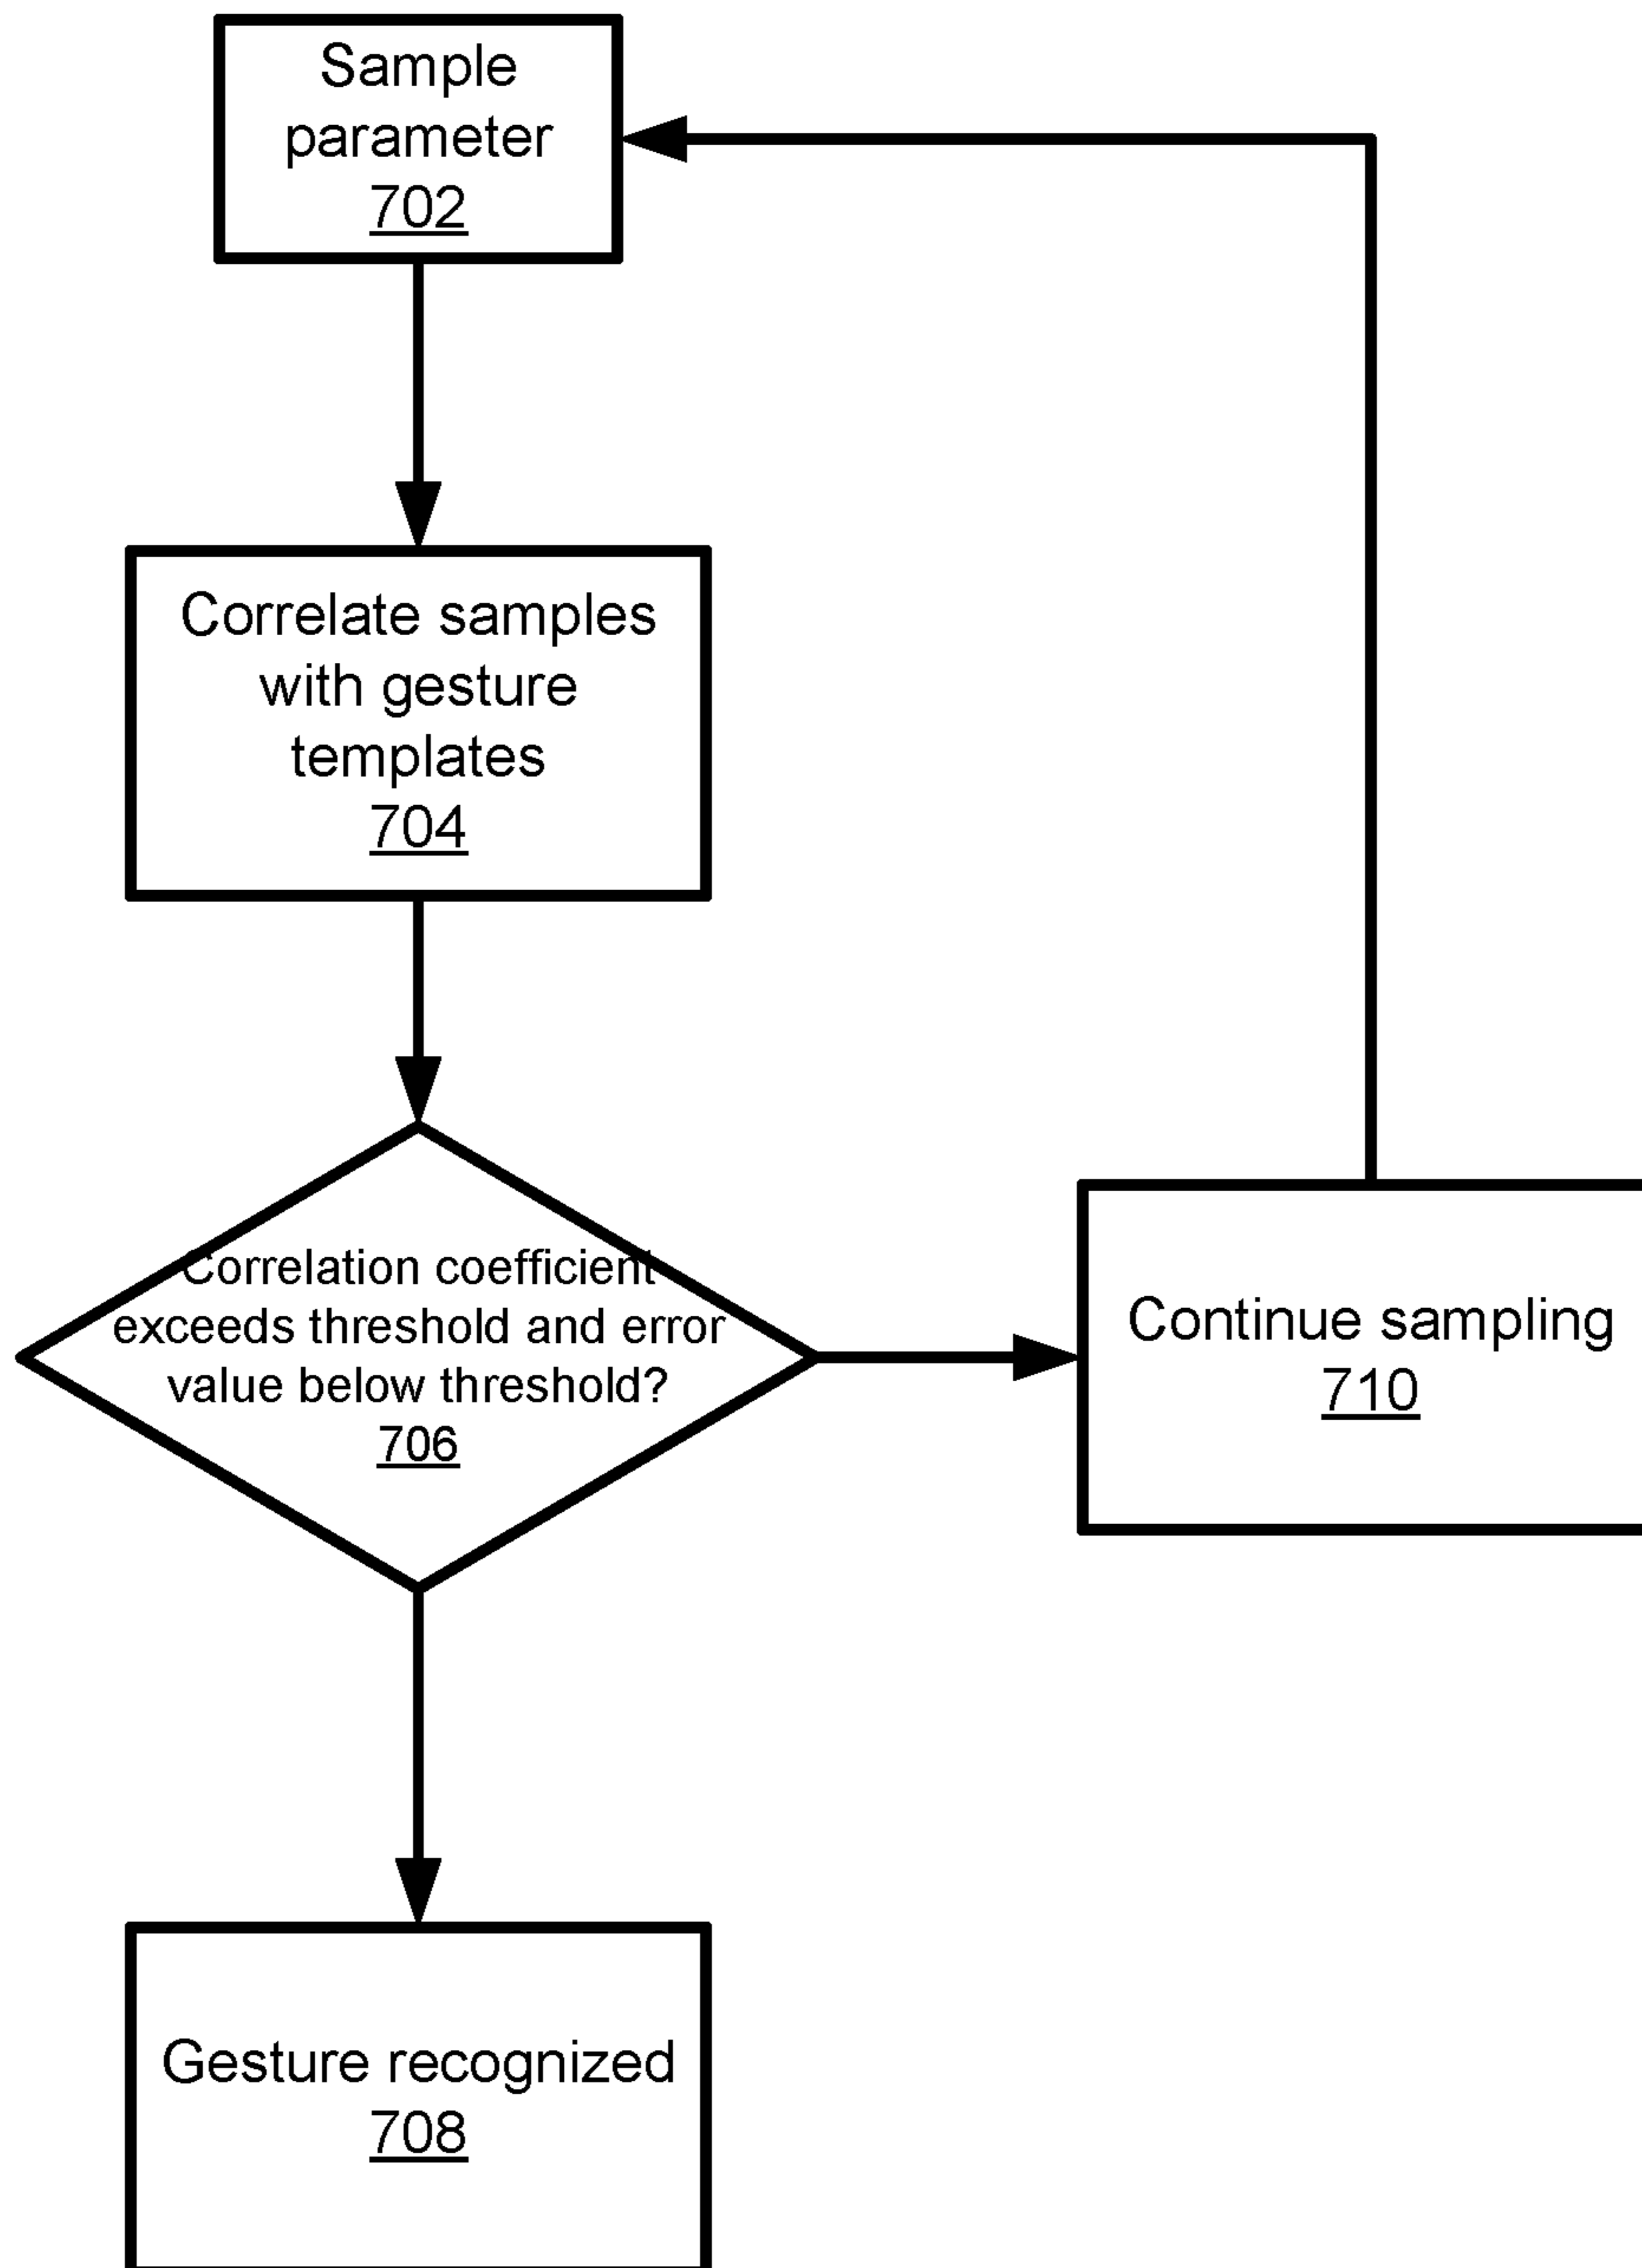 Sample
parameter
702
Correlate samples
with gesture
templates
704
Correlation coefficient
exceeds threshold and error
value below threshold?
706
Continue sampling
710
Gesture recognized
708